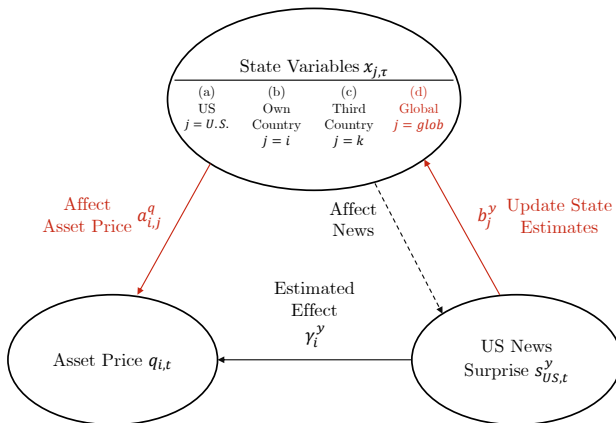 State Variables x_{j,τ}
(a) (b) (c) (d)
US Own Third Global
j = U.S. Country Country j = glob
j = i j = k
Affect
Asset Price a^q_{i,j}
Affect
News
b^y_j Update State
Estimates
Estimated
Effect
γ^y_i
Asset Price q_{i,t}
US News
Surprise s^y_{US,t}